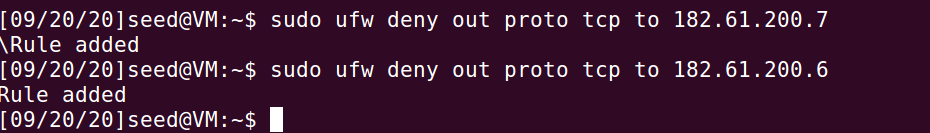 [09/20/20]seed@VM:~$ sudo ufw deny out proto tcp to 182.61.200.7
\Rule added
[09/20/20]seed@VM:~$ sudo ufw deny out proto tcp to 182.61.200.6
Rule added
[09/20/20]seed@VM:~$